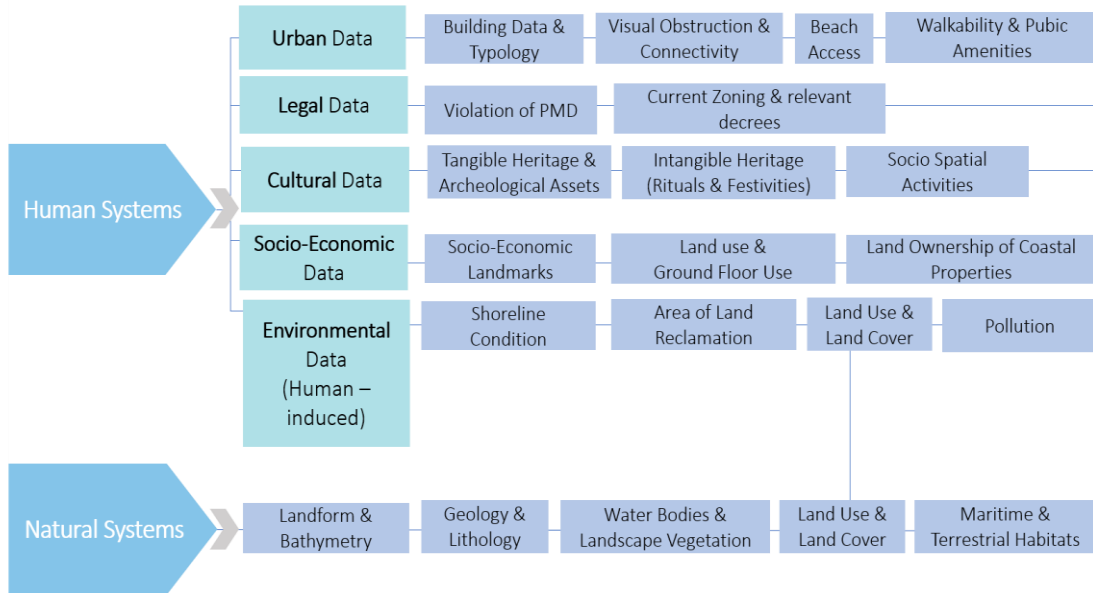 Human Systems
Urban Data
Building Data &
Typology
Visual Obstruction &
Connectivity
Beach
Access
Walkability & Pubic
Amenities
Legal Data
Violation of PMD
Current Zoning & relevant
decrees
Cultural Data
Tangible Heritage &
Archeological Assets
Intangible Heritage
(Rituals & Festivities)
Socio Spatial
Activities
Socio-Economic
Data
Socio-Economic
Landmarks
Land use &
Ground Floor Use
Land Ownership of Coastal
Properties
Environmental
Data
(Human –
induced)
Shoreline
Condition
Area of Land
Reclamation
Land Use &
Land Cover
Pollution
Natural Systems
Landform &
Bathymetry
Geology &
Lithology
Water Bodies &
Landscape Vegetation
Land Use &
Land Cover
Maritime &
Terrestrial Habitats